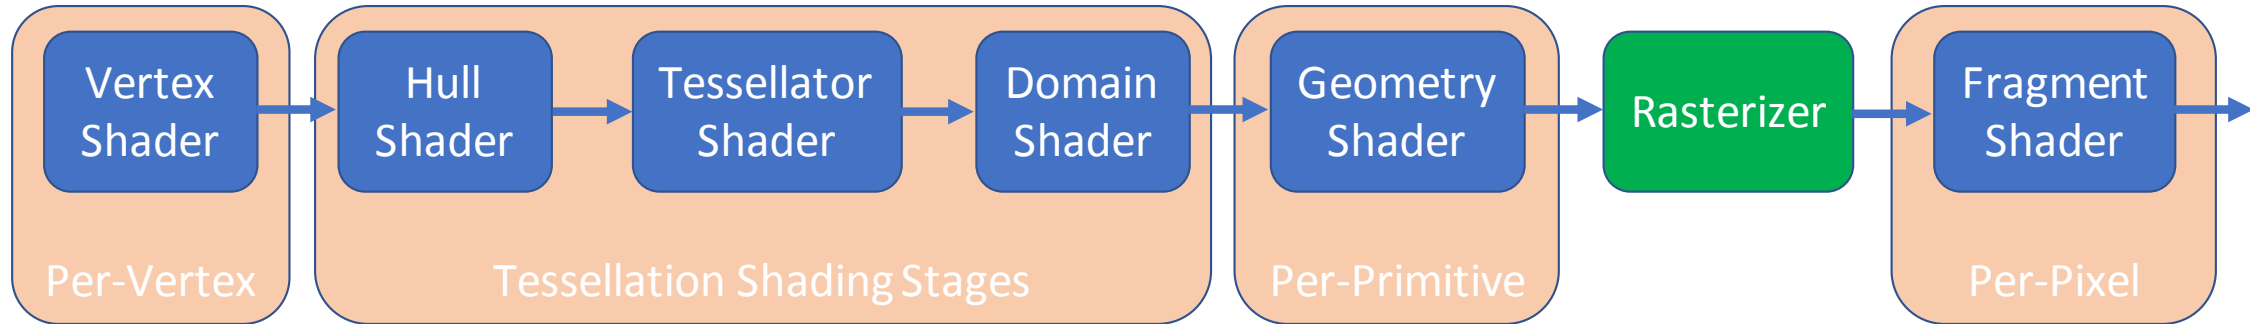 Vertex
Shader
Hull
Shader
Tessellator
Shader
Domain
Shader
Geometry
Shader
Rasterizer
Fragment
Shader
Per-Vertex
Tessellation Shading Stages
Per-Primitive
Per-Pixel